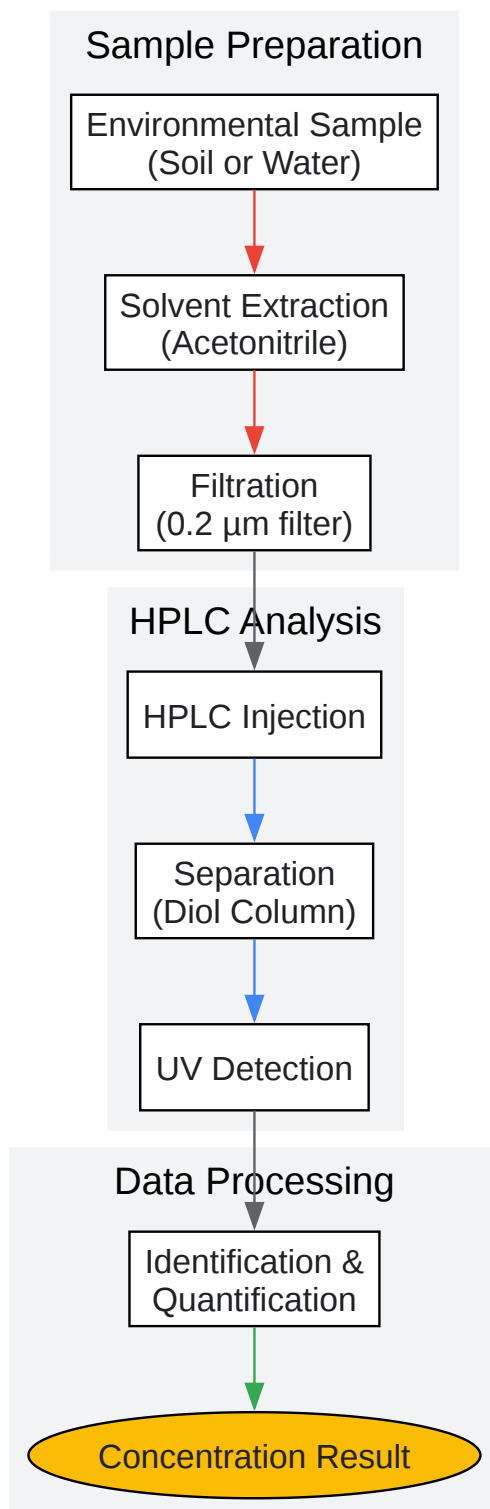 Sample Preparation
Environmental Sample
(Soil or Water)
Solvent Extraction
(Acetonitrile)
Filtration
(0.2 µm filter)
HPLC Analysis
HPLC Injection
Separation
(Diol Column)
UV Detection
Data Processing
Identification &
Quantification
Concentration Result